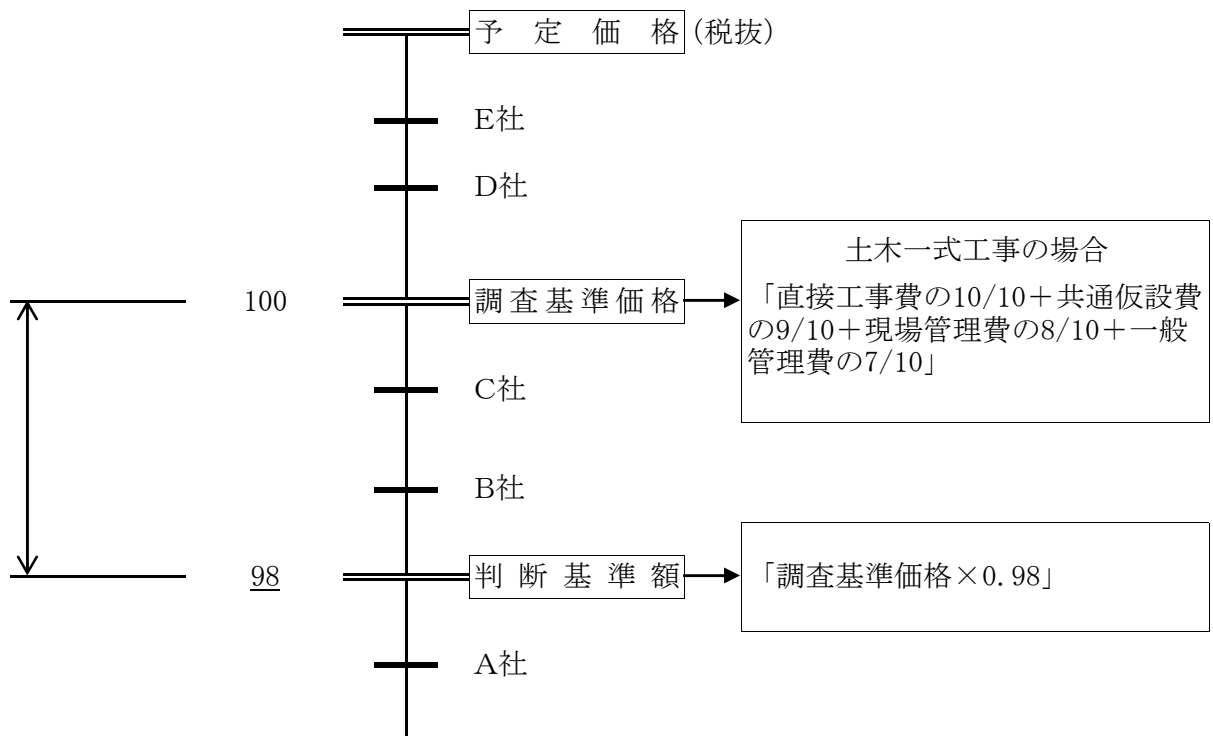 予定価格(税抜)
E社
D社
土木一式工事の場合
100
調査基準価格
「直接工事費の10/10＋共通仮設費
の9/10＋現場管理費の8/10＋一般
管理費の7/10」
C社
B社
98
判断基準額
「調査基準価格×0.98」
A社